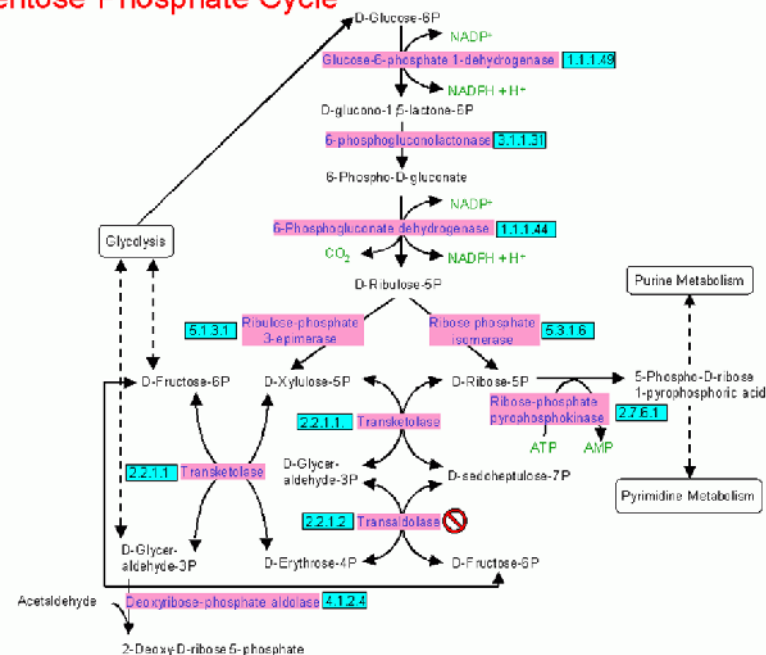 entose Phosphate Cycle
D-Glucose-6P
NADP+
Glucose-6-phosphate 1-dehydrogenase 1.1.1.49
NADPH + H+
D-glucono-1,5-lactone-6P
6-phosphogluconolactonase 3.1.1.31
6-Phospho-D-gluconate
NADP+
6-Phosphogluconate dehydrogenase 1.1.1.44
Glycolysis
CO2
NADPH + H+
D-Ribulose-5P
Purine Metabolism
5.1.3.1
Ribulose-phosphate
3-epimerase
Ribose phosphate
isomerase
5.3.1.6
D-Fructose-6P
D-Xylulose-5P
D-Ribose-5P
5-Phospho-D-ribose
1-pyrophosphoric acid
Ribose-phosphate
pyrophosphokinase
2.7.6.1
2.2.1.1. Transketolase
ATP
AMP
2.2.1.1 Transketolase
D-Glycer-
aldehyde-3P
D-sedoheptulose-7P
Pyrimidine Metabolism
2.2.1.2 Transaldolase
D-Glycer-
aldehyde-3P
D-Erythrose-4P
D-Fructose-6P
Acetaldehyde
Deoxyribose-phosphate aldolase 4.1.2.4
2-Deoxy-D-ribose 5-phosphate